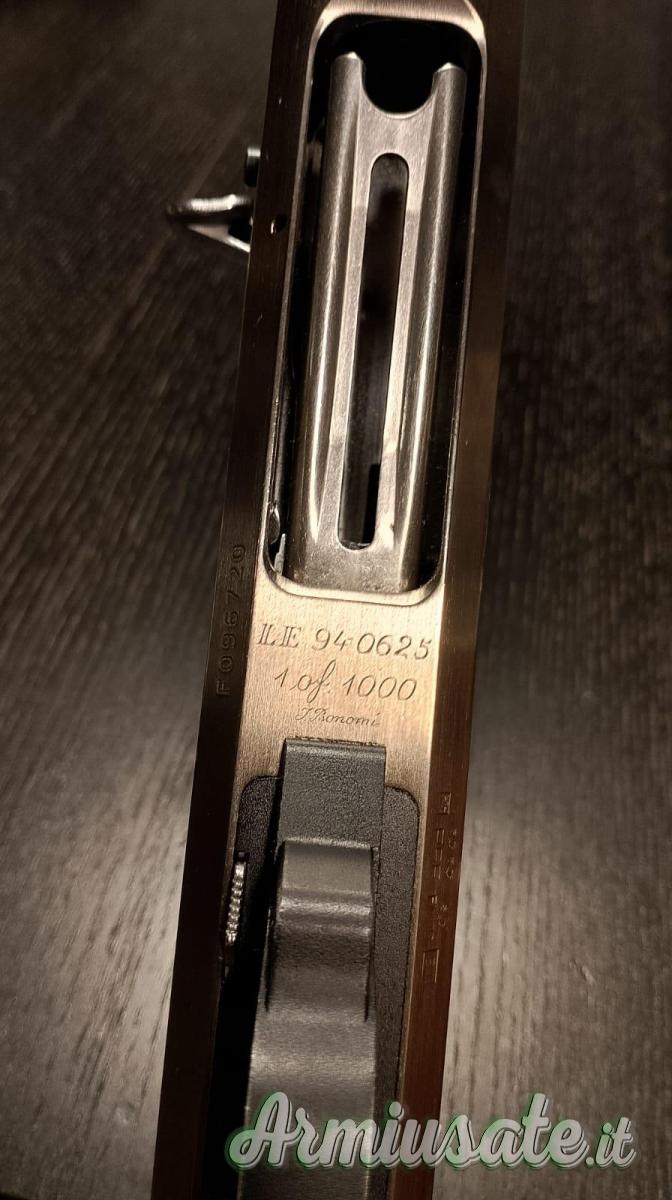 F096720
LE 940625
1 of 1000
Armiusate.it